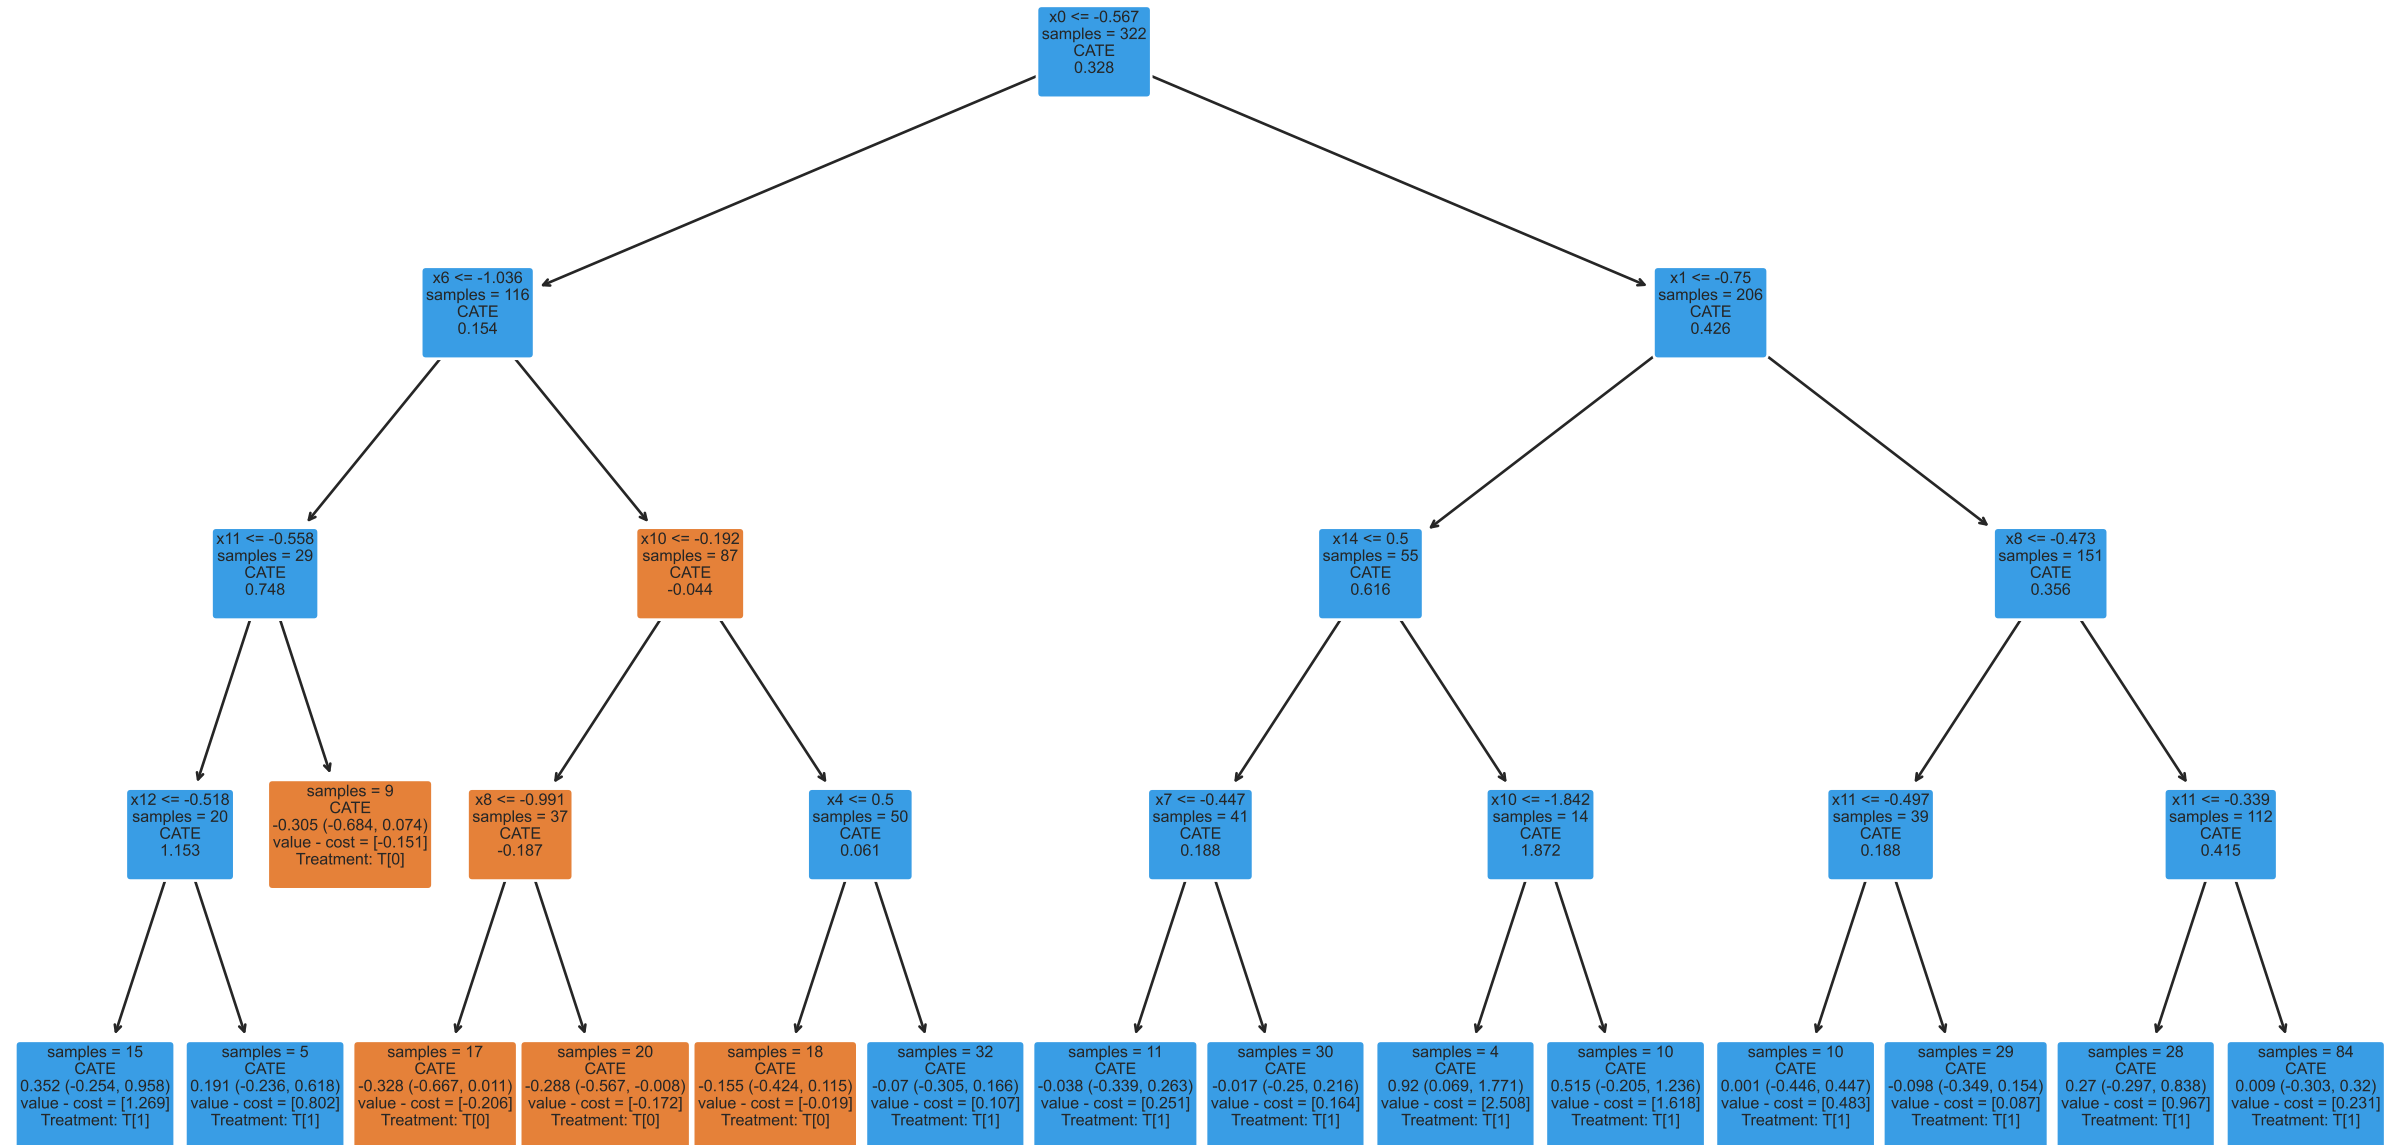 x0 <= -0.567
samples = 322
CATE
0.328
x6 <= -1.036
samples = 116
CATE
0.154
x1 <= -0.75
samples = 206
CATE
0.426
x11 <= -0.558
samples = 29
CATE
0.748
x10 <= -0.192
samples = 87
CATE
-0.044
x14 <= 0.5
samples = 55
CATE
0.616
x8 <= -0.473
samples = 151
CATE
0.356
x12 <= -0.518
samples = 20
CATE
1.153
samples = 9
CATE
-0.305 (-0.684, 0.074)
value - cost = [-0.151]
Treatment: T[0]
x8 <= -0.991
samples = 37
CATE
-0.187
x4 <= 0.5
samples = 50
CATE
0.061
x7 <= -0.447
samples = 41
CATE
0.188
x10 <= -1.842
samples = 14
CATE
1.872
x11 <= -0.497
samples = 39
CATE
0.188
x11 <= -0.339
samples = 112
CATE
0.415
samples = 15
CATE
0.352 (-0.254, 0.958)
value - cost = [1.269]
Treatment: T[1]
samples = 5
CATE
0.191 (-0.236, 0.618)
value - cost = [0.802]
Treatment: T[1]
samples = 17
CATE
-0.328 (-0.667, 0.011)
value - cost = [-0.206]
Treatment: T[0]
samples = 20
CATE
-0.288 (-0.567, -0.008)
value - cost = [-0.172]
Treatment: T[0]
samples = 18
CATE
-0.155 (-0.424, 0.115)
value - cost = [-0.019]
Treatment: T[0]
samples = 32
CATE
-0.07 (-0.305, 0.166)
value - cost = [0.107]
Treatment: T[1]
samples = 11
CATE
-0.038 (-0.339, 0.263)
value - cost = [0.251]
Treatment: T[1]
samples = 30
CATE
-0.017 (-0.25, 0.216)
value - cost = [0.164]
Treatment: T[1]
samples = 4
CATE
0.92 (0.069, 1.771)
value - cost = [2.508]
Treatment: T[1]
samples = 10
CATE
0.515 (-0.205, 1.236)
value - cost = [1.618]
Treatment: T[1]
samples = 10
CATE
0.001 (-0.446, 0.447)
value - cost = [0.483]
Treatment: T[1]
samples = 29
CATE
-0.098 (-0.349, 0.154)
value - cost = [0.087]
Treatment: T[1]
samples = 28
CATE
0.27 (-0.297, 0.838)
value - cost = [0.967]
Treatment: T[1]
samples = 84
CATE
0.009 (-0.303, 0.32)
value - cost = [0.231]
Treatment: T[1]